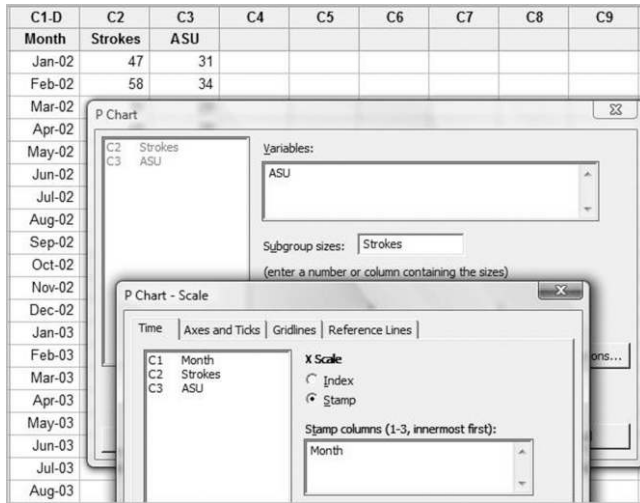 C1-D C2 C3 C4 C5 C6 C7 C8 C9
Month Strokes ASU
Jan-02 47 31
Feb-02 58 34
Mar-02
Apr-02
May-02
Jun-02
Jul-02
Aug-02
Sep-02
Oct-02
Nov-02
Dec-02
Jan-03
Feb-03
Mar-03
Apr-03
May-03
Jun-03
Jul-03
Aug-03
P Chart
C2 Strokes
C3 ASU
Variables:
ASU
Subgroup sizes: Strokes
(enter a number or column containing the sizes)
ons...
P Chart - Scale
Time Axes and Ticks Gridlines Reference Lines
C1 Month
C2 Strokes
C3 ASU
X Scale
Index
Stamp
Stamp columns (1-3, innermost first):
Month